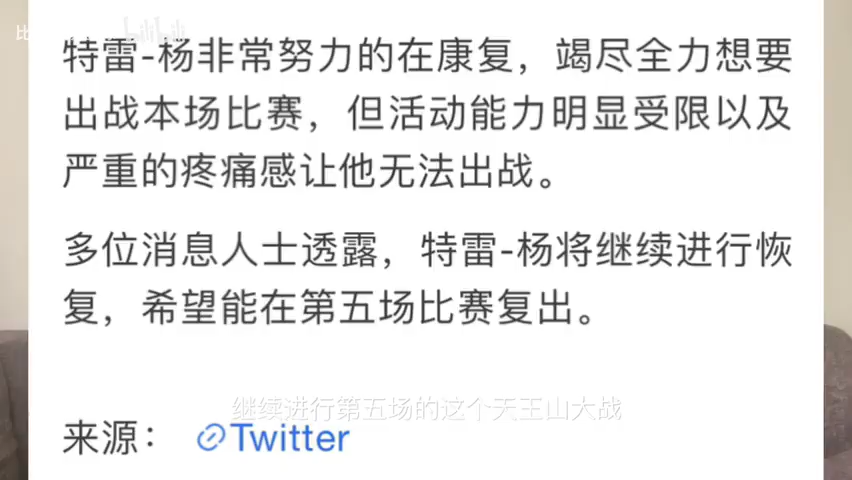 bilibili
特雷-杨非常努力的在康复，竭尽全力想要
出战本场比赛，但活动能力明显受限以及
严重的疼痛感让他无法出战。
多位消息人士透露，特雷-杨将继续进行恢
复，希望能在第五场比赛复出。
继续进行第五场的这个天王山大战
来源：Twitter